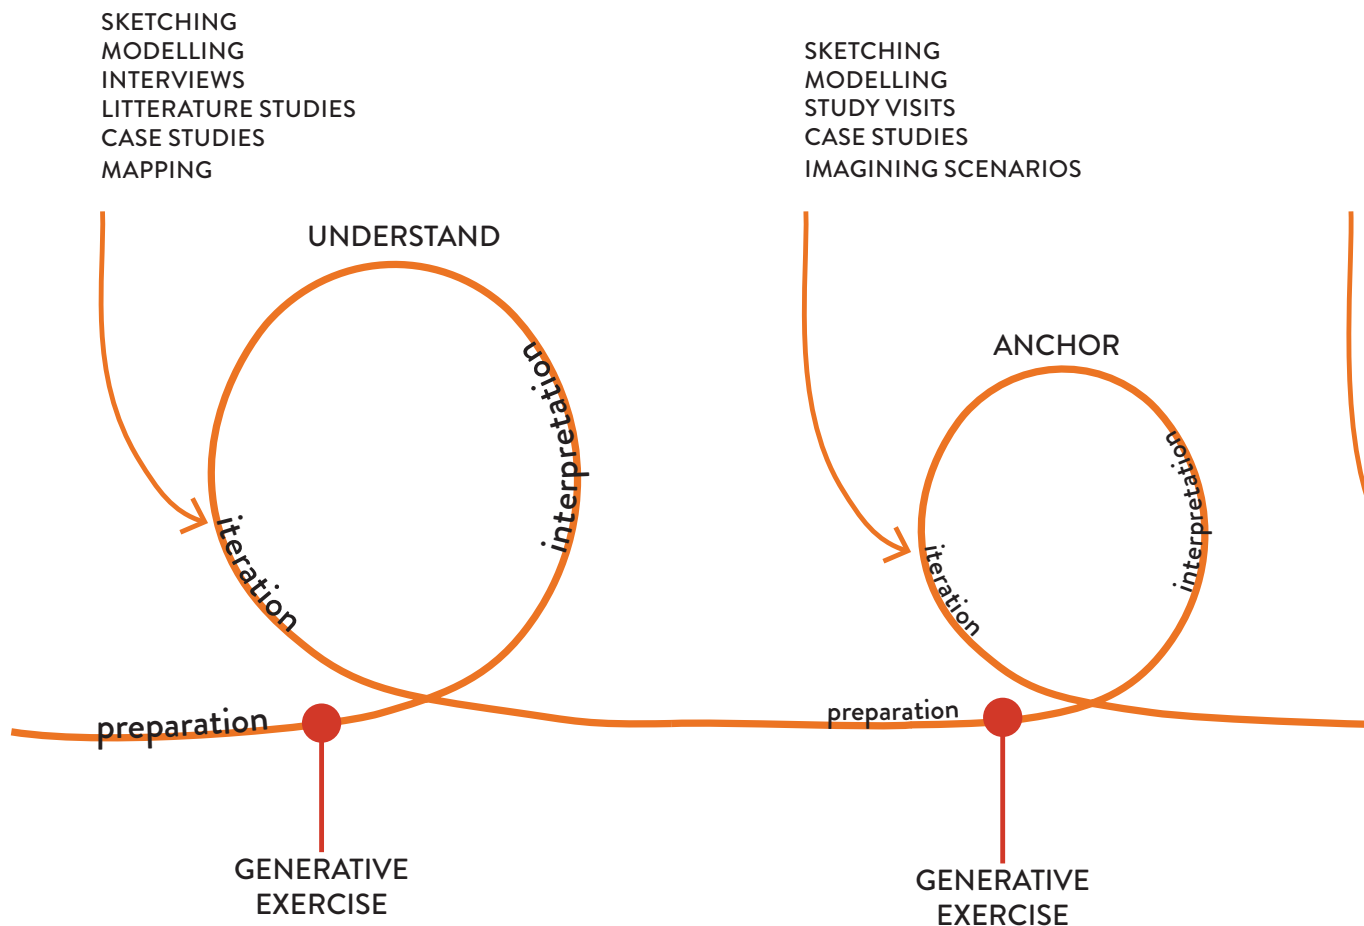 SKETCHING
MODELLING
INTERVIEWS
LITTERATURE STUDIES
CASE STUDIES
MAPPING
UNDERSTAND
interpretation
iteration
preparation
GENERATIVE
EXERCISE
SKETCHING
MODELLING
STUDY VISITS
CASE STUDIES
IMAGINING SCENARIOS
ANCHOR
interpretation
iteration
preparation
GENERATIVE
EXERCISE